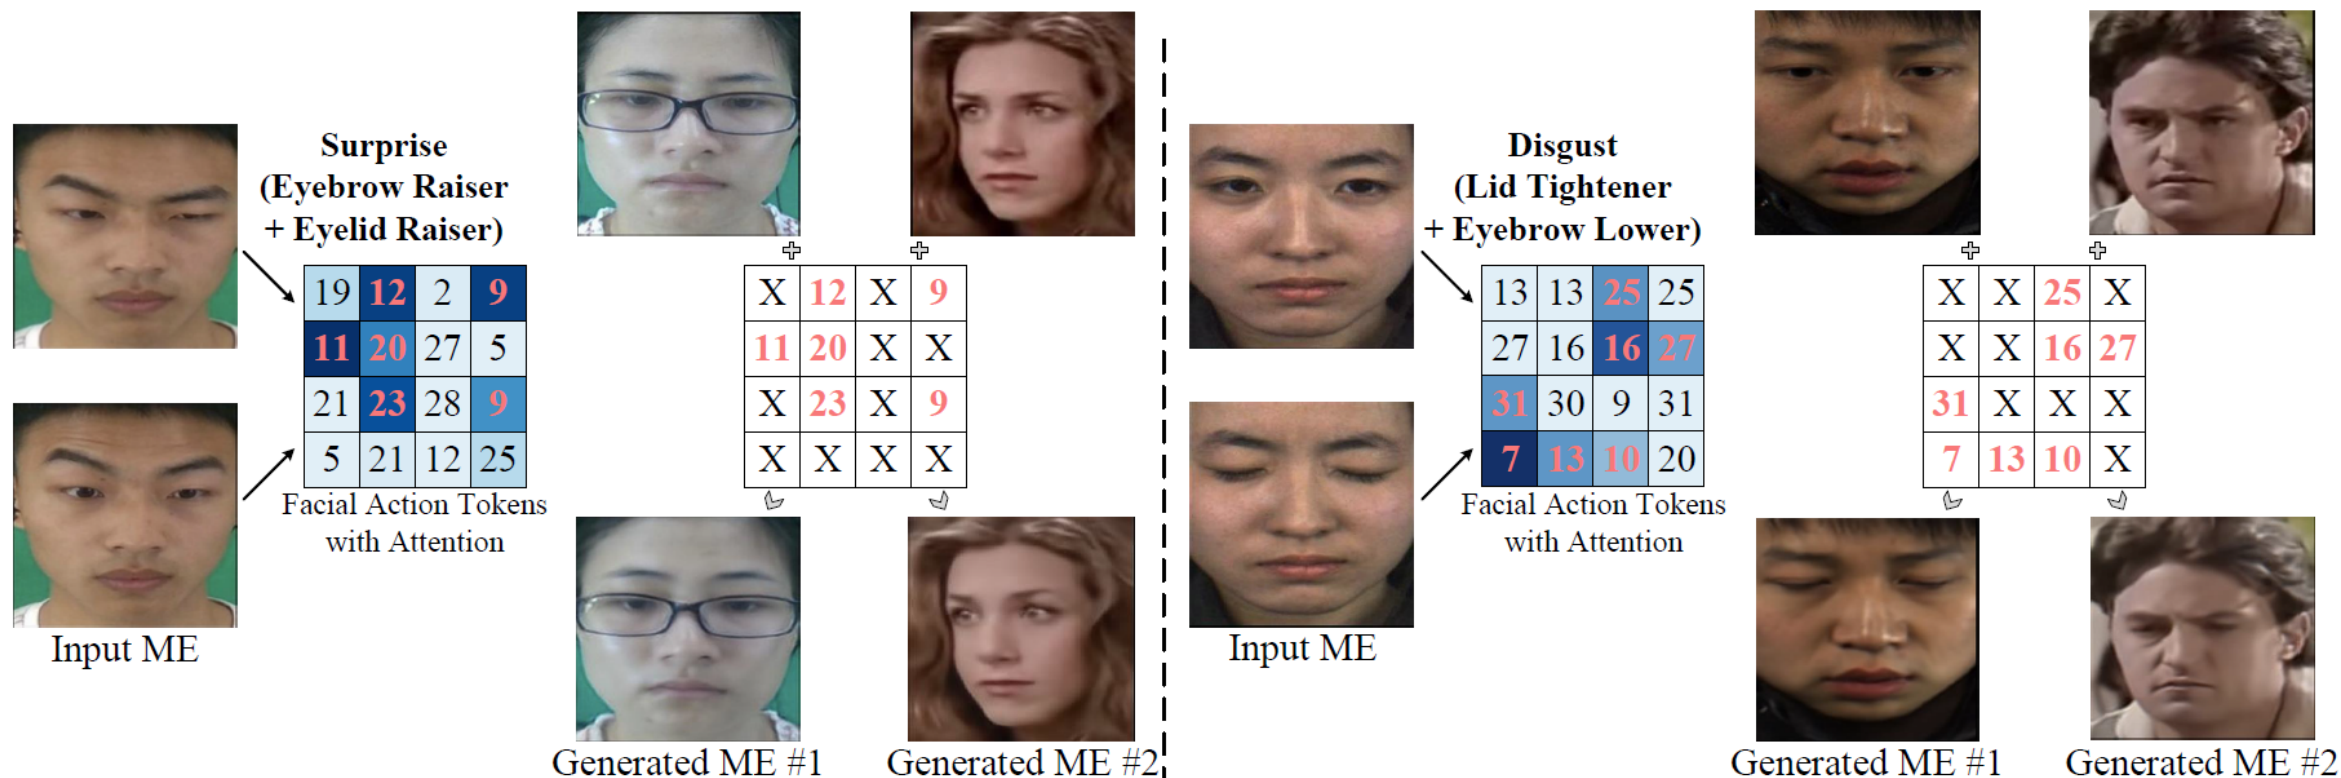 Surprise
(Eyebrow Raiser
+ Eyelid Raiser)
19 12 2 9
11 20 27 5
21 23 28 9
5 21 12 25
Facial Action Tokens
with Attention
Input ME
X 12 X 9
11 20 X X
X 23 X 9
X X X X
Generated ME #1
Generated ME #2
Disgust
(Lid Tightener
+ Eyebrow Lower)
13 13 25 25
27 16 16 27
31 30 9 31
7 13 10 20
Facial Action Tokens
with Attention
Input ME
X X 25 X
X X 16 27
31 X X X
7 13 10 X
Generated ME #1
Generated ME #2